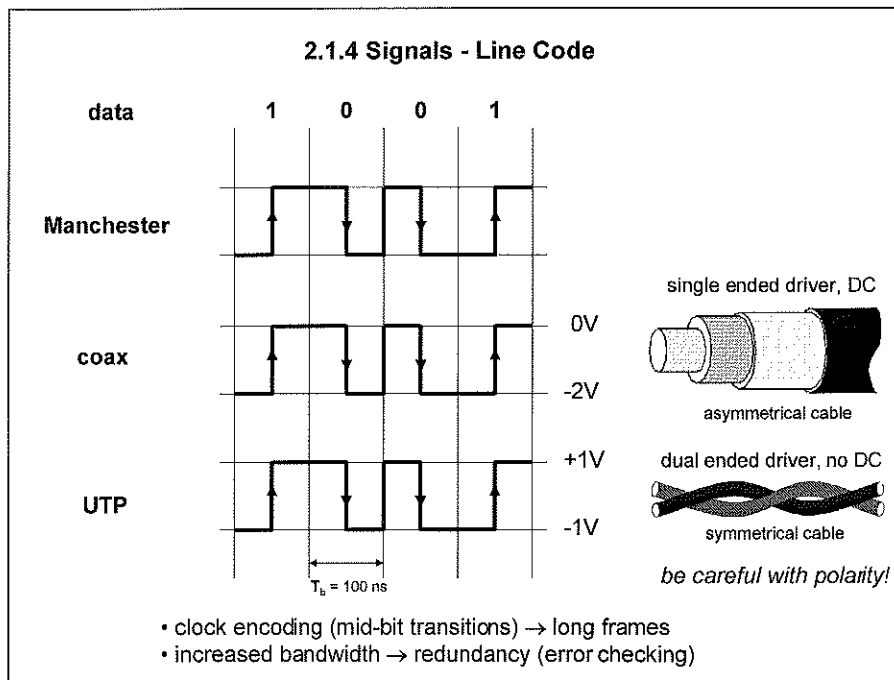 2.1.4 Signals - Line Code
data 1 0 0 1
Manchester
single ended driver, DC
0V
coax
-2V
asymmetrical cable
+1V
dual ended driver, no DC
UTP
-1V
symmetrical cable
T_b = 100 ns
be careful with polarity!
• clock encoding (mid-bit transitions) → long frames
• increased bandwidth → redundancy (error checking)